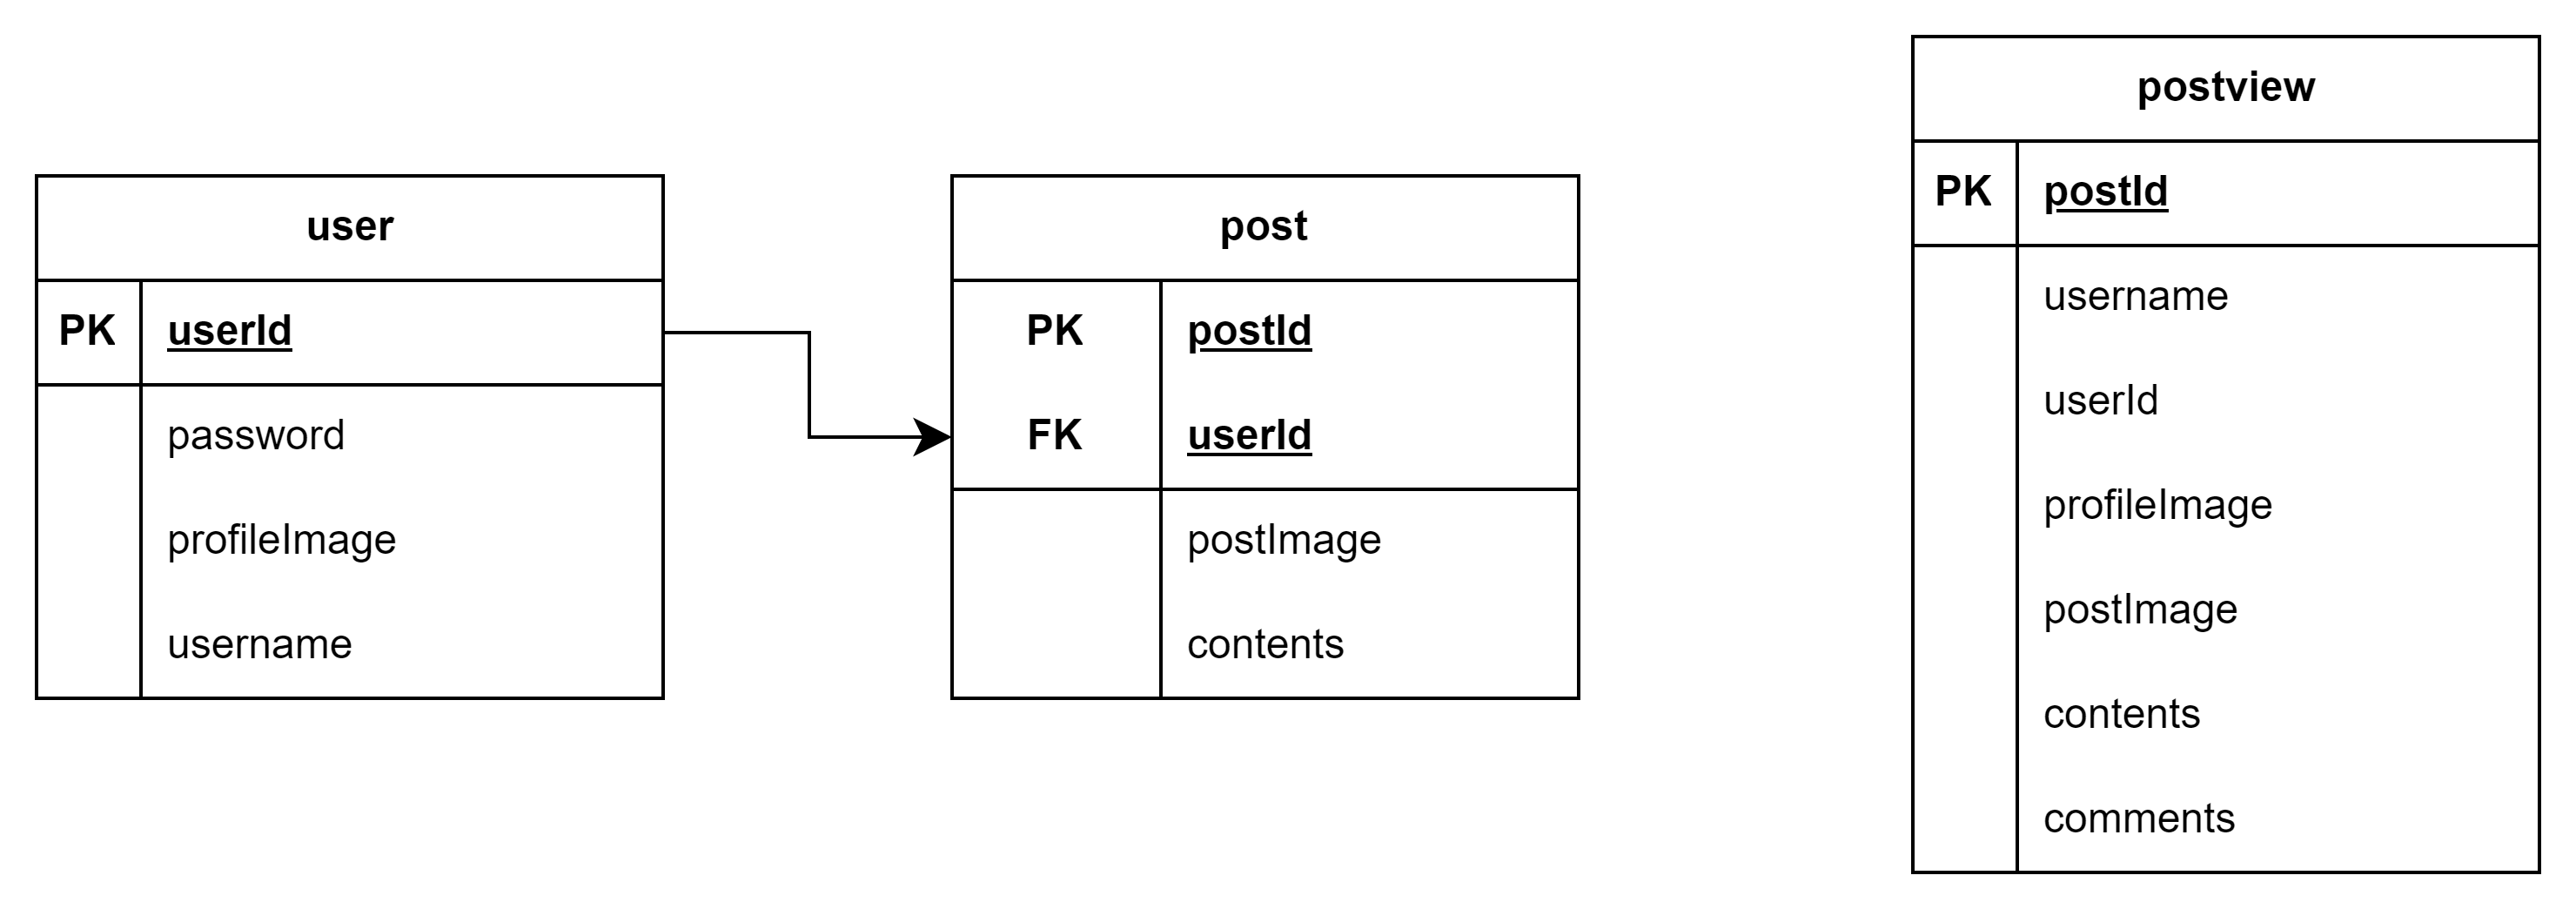 user
PK userId
password
profileImage
username
post
PK postId
FK userId
postImage
contents
postview
PK postId
username
userId
profileImage
postImage
contents
comments